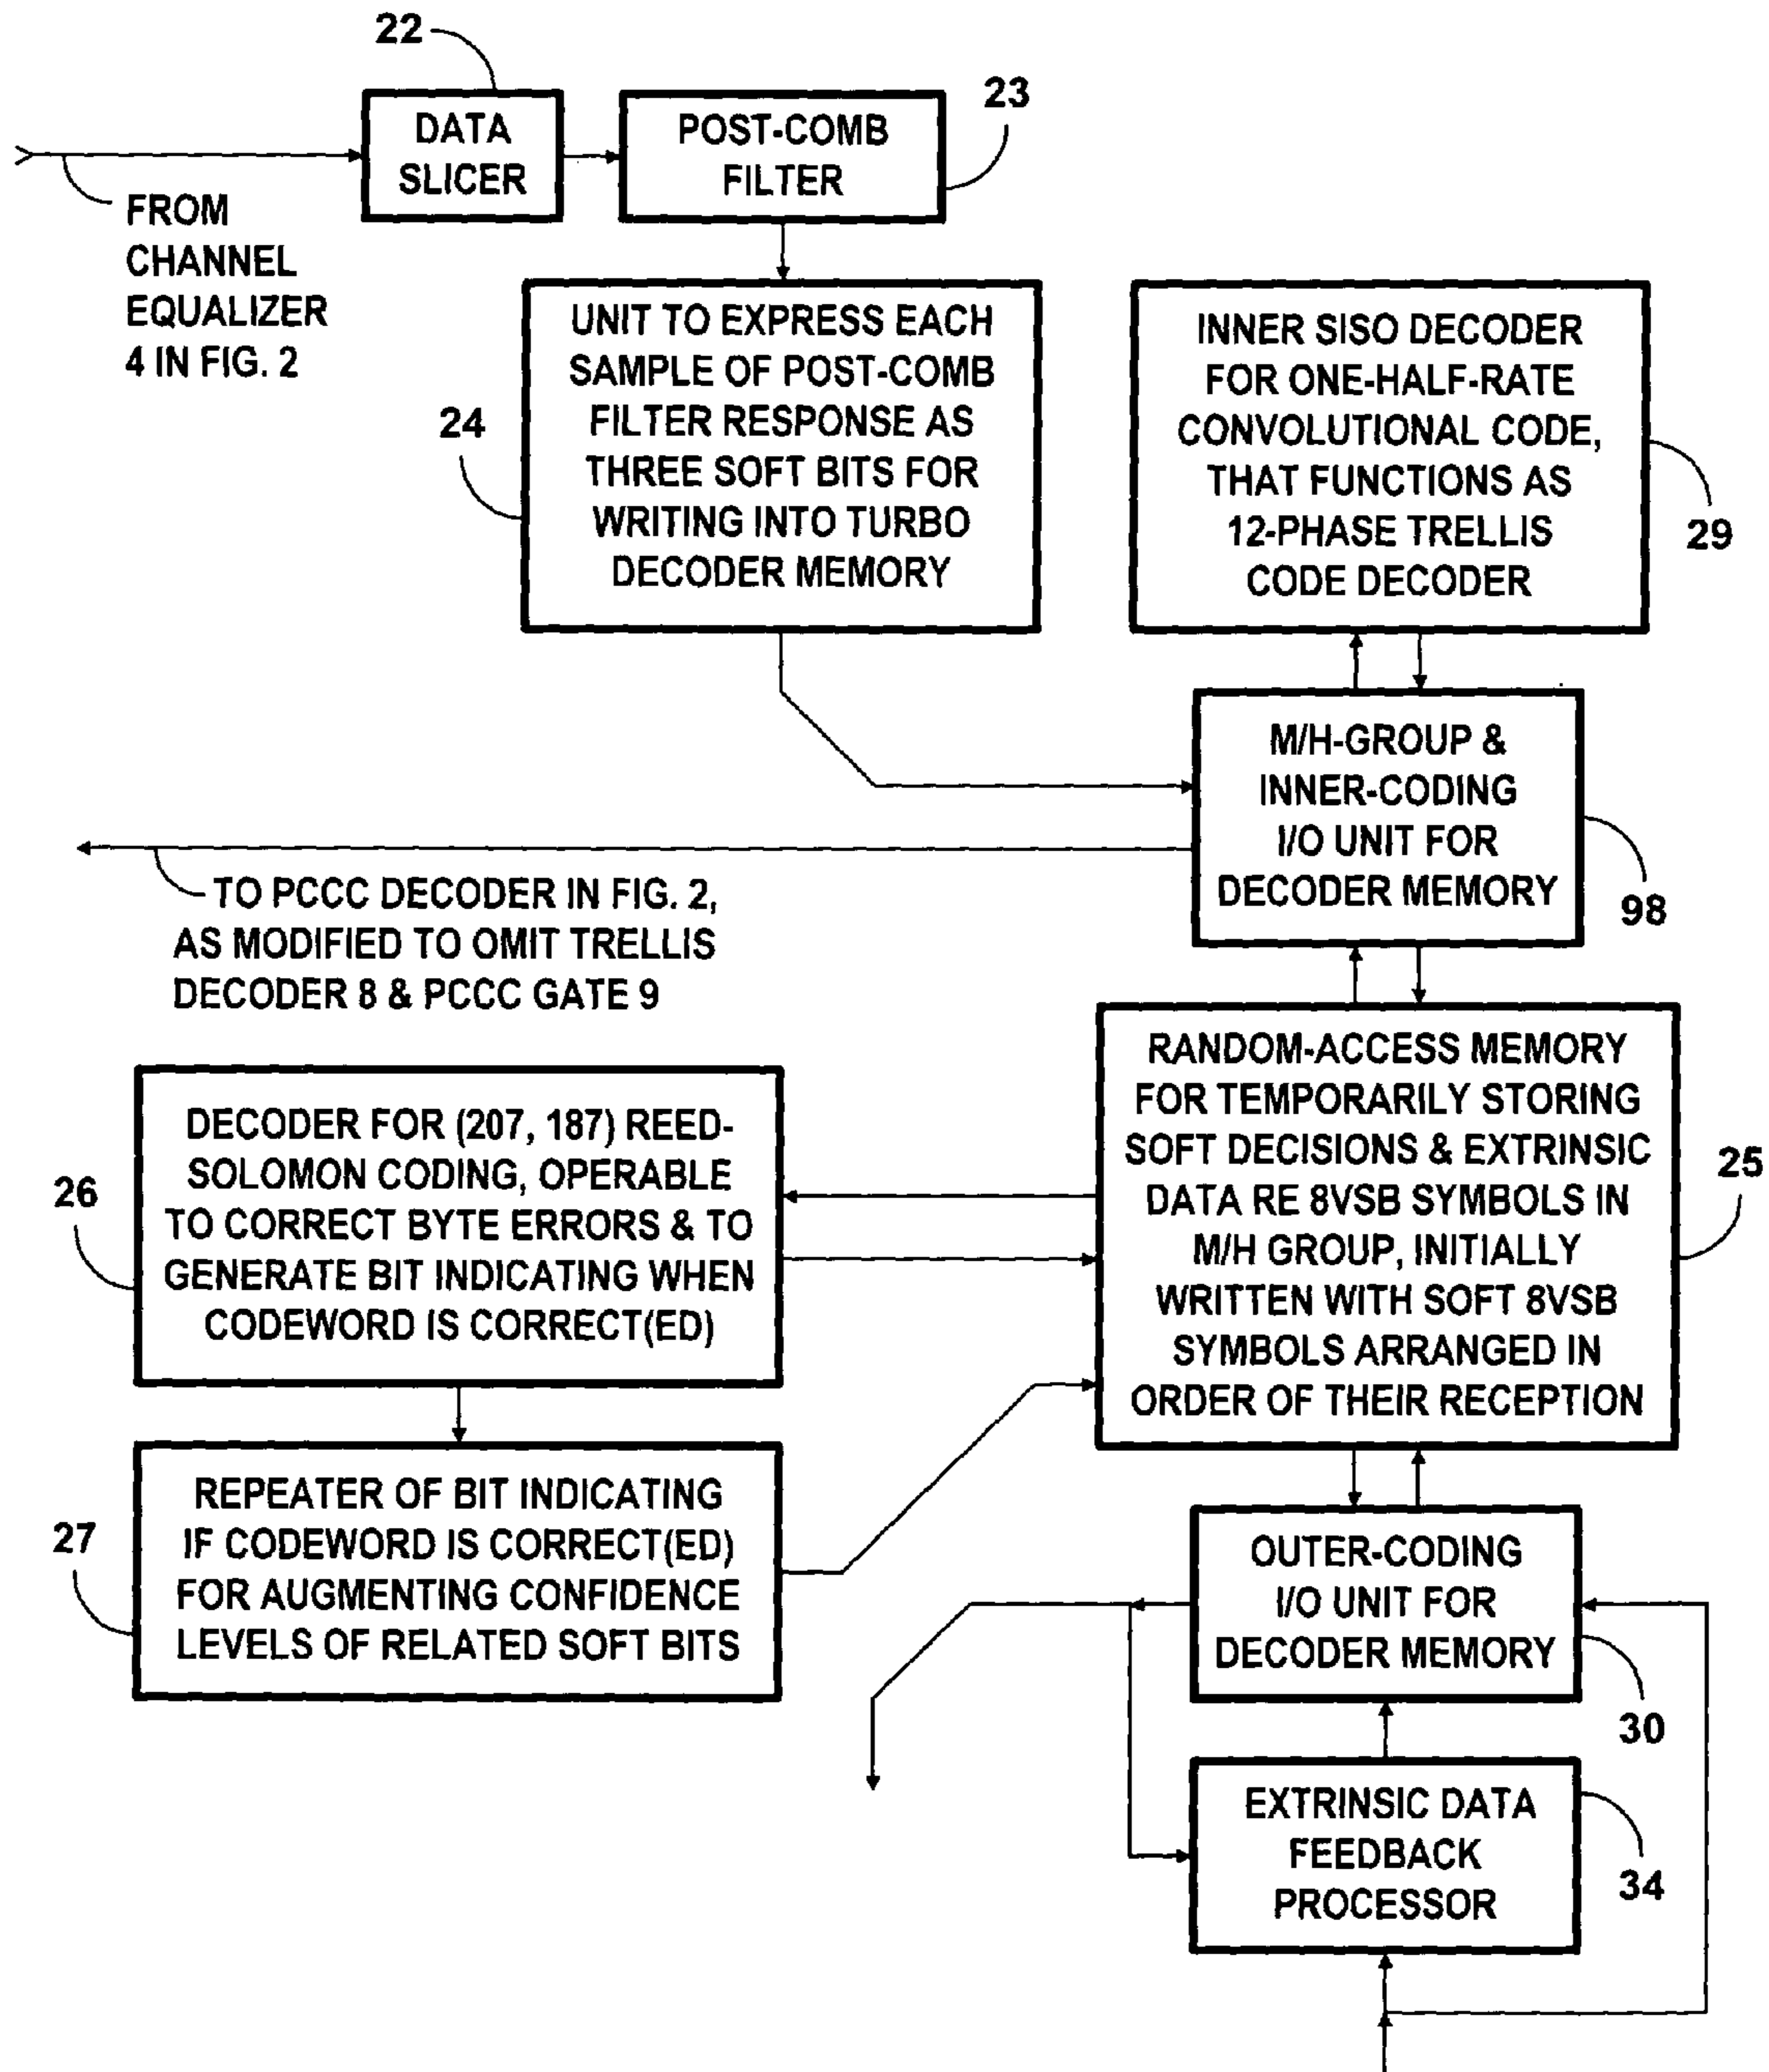 22
DATA
SLICER
POST-COMB
FILTER
23
FROM
CHANNEL
EQUALIZER
4 IN FIG. 2
UNIT TO EXPRESS EACH
SAMPLE OF POST-COMB
FILTER RESPONSE AS
THREE SOFT BITS FOR
WRITING INTO TURBO
DECODER MEMORY
24
INNER SISO DECODER
FOR ONE-HALF-RATE
CONVOLUTIONAL CODE,
THAT FUNCTIONS AS
12-PHASE TRELLIS
CODE DECODER
29
M/H-GROUP &
INNER-CODING
I/O UNIT FOR
DECODER MEMORY
98
TO PCCC DECODER IN FIG. 2,
AS MODIFIED TO OMIT TRELLIS
DECODER 8 & PCCC GATE 9
DECODER FOR (207, 187) REED-
SOLOMON CODING, OPERABLE
TO CORRECT BYTE ERRORS & TO
GENERATE BIT INDICATING WHEN
CODEWORD IS CORRECT(ED)
26
RANDOM-ACCESS MEMORY
FOR TEMPORARILY STORING
SOFT DECISIONS & EXTRINSIC
DATA RE 8VSB SYMBOLS IN
M/H GROUP, INITIALLY
WRITTEN WITH SOFT 8VSB
SYMBOLS ARRANGED IN
ORDER OF THEIR RECEPTION
25
REPEATER OF BIT INDICATING
IF CODEWORD IS CORRECT(ED)
FOR AUGMENTING CONFIDENCE
LEVELS OF RELATED SOFT BITS
27
OUTER-CODING
I/O UNIT FOR
DECODER MEMORY
30
EXTRINSIC DATA
FEEDBACK
PROCESSOR
34